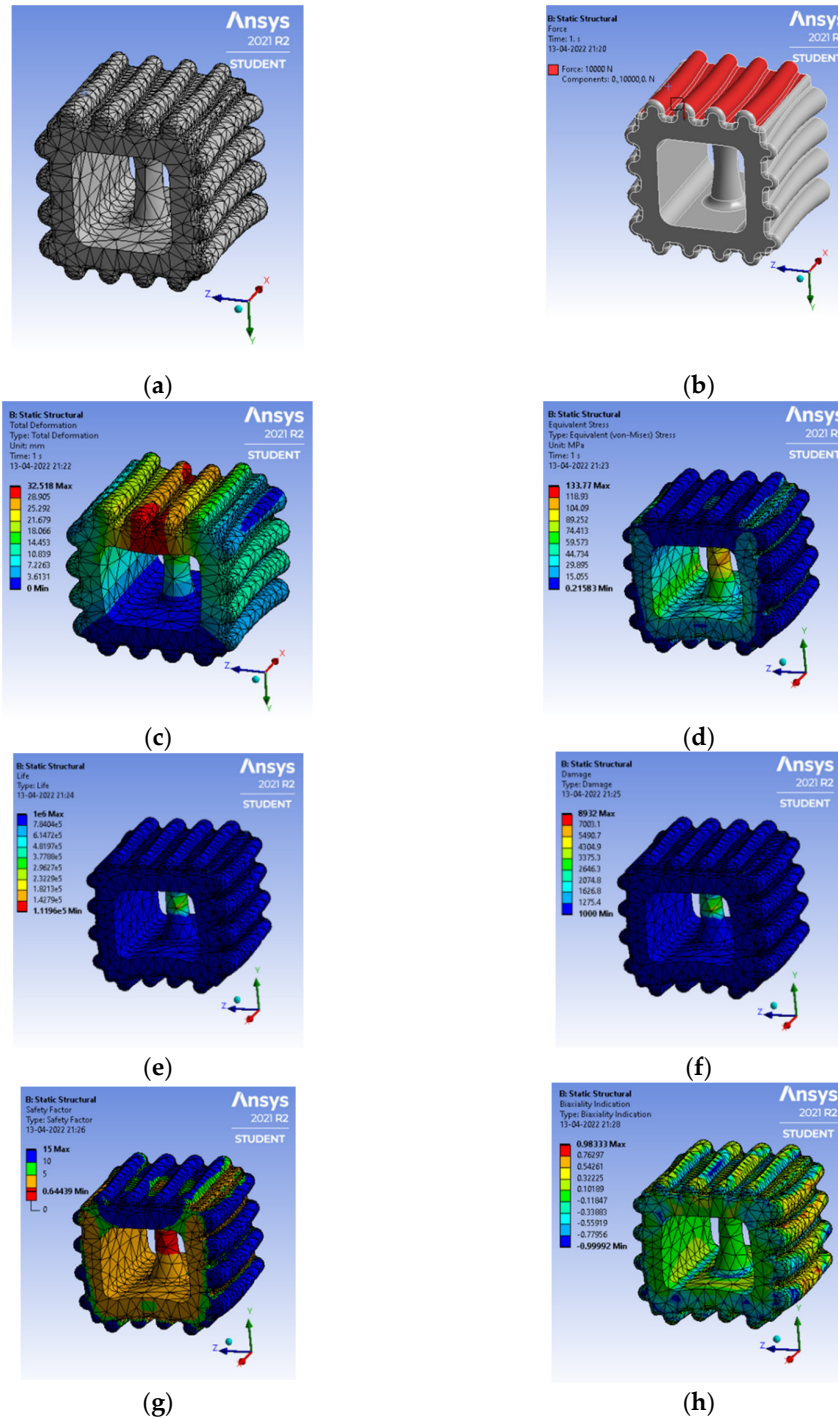 Ansys
2021 R2
STUDENT
X
Z
Y
(a)
B: Static Structural
Force
Time: 1. s
13-04-2022 21:20
Force: 10000 N
Components: 0.,10000,0. N
Ansys
2021 R2
STUDENT
X
Z
Y
(b)
B: Static Structural
Total Deformation
Type: Total Deformation
Unit: mm
Time: 1 s
13-04-2022 21:22
32.518 Max
28.905
25.292
21.679
18.066
14.453
10.839
7.2263
3.6131
0 Min
Ansys
2021 R2
STUDENT
X
Z
Y
(c)
B: Static Structural
Equivalent Stress
Type: Equivalent (von-Mises) Stress
Unit: MPa
Time: 1 s
13-04-2022 21:23
133.77 Max
118.93
104.09
89.252
74.413
59.573
44.734
29.895
15.055
0.21583 Min
Ansys
2021 R2
STUDENT
Y
Z
(d)
B: Static Structural
Life
Type: Life
13-04-2022 21:24
1e6 Max
7.8404e5
6.1472e5
4.8197e5
3.7788e5
2.9627e5
2.3229e5
1.8213e5
1.4279e5
1.1196e5 Min
Ansys
2021 R2
STUDENT
Y
Z
(e)
B: Static Structural
Damage
Type: Damage
13-04-2022 21:25
8932 Max
7003.1
5490.7
4304.9
3375.3
2646.3
2074.8
1626.8
1275.4
1000 Min
Ansys
2021 R2
STUDENT
Y
Z
(f)
B: Static Structural
Safety Factor
Type: Safety Factor
13-04-2022 21:26
15 Max
10
5
0.64439 Min
0
Ansys
2021 R2
STUDENT
Y
Z
(g)
B: Static Structural
Biaxiality Indication
Type: Biaxiality Indication
13-04-2022 21:28
0.98333 Max
0.76297
0.54261
0.32225
0.10189
-0.11847
-0.33883
-0.55919
-0.77956
-0.99992 Min
Ansys
2021 R2
STUDENT
Y
Z
(h)